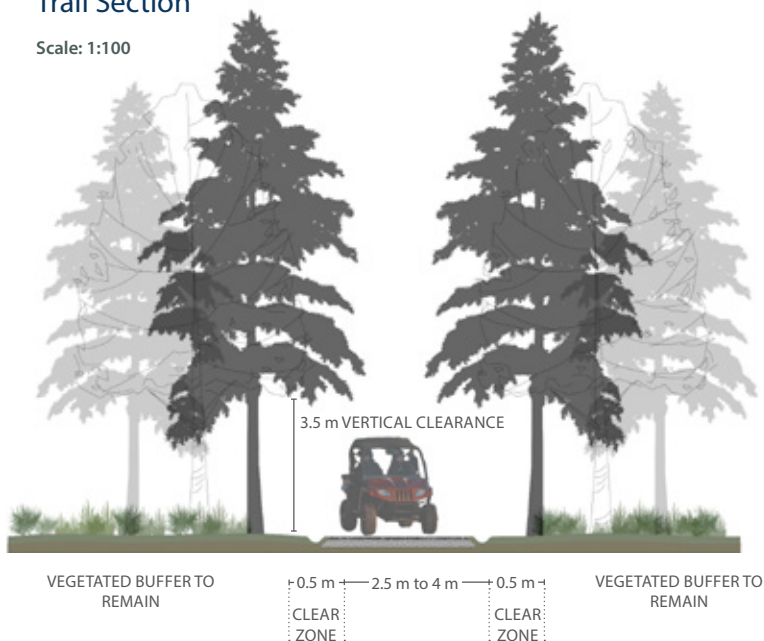 Trail Section
Scale: 1:100
3.5 m VERTICAL CLEARANCE
VEGETATED BUFFER TO
REMAIN
0.5 m
2.5 m to 4 m
0.5 m
CLEAR
ZONE
CLEAR
ZONE
VEGETATED BUFFER TO
REMAIN